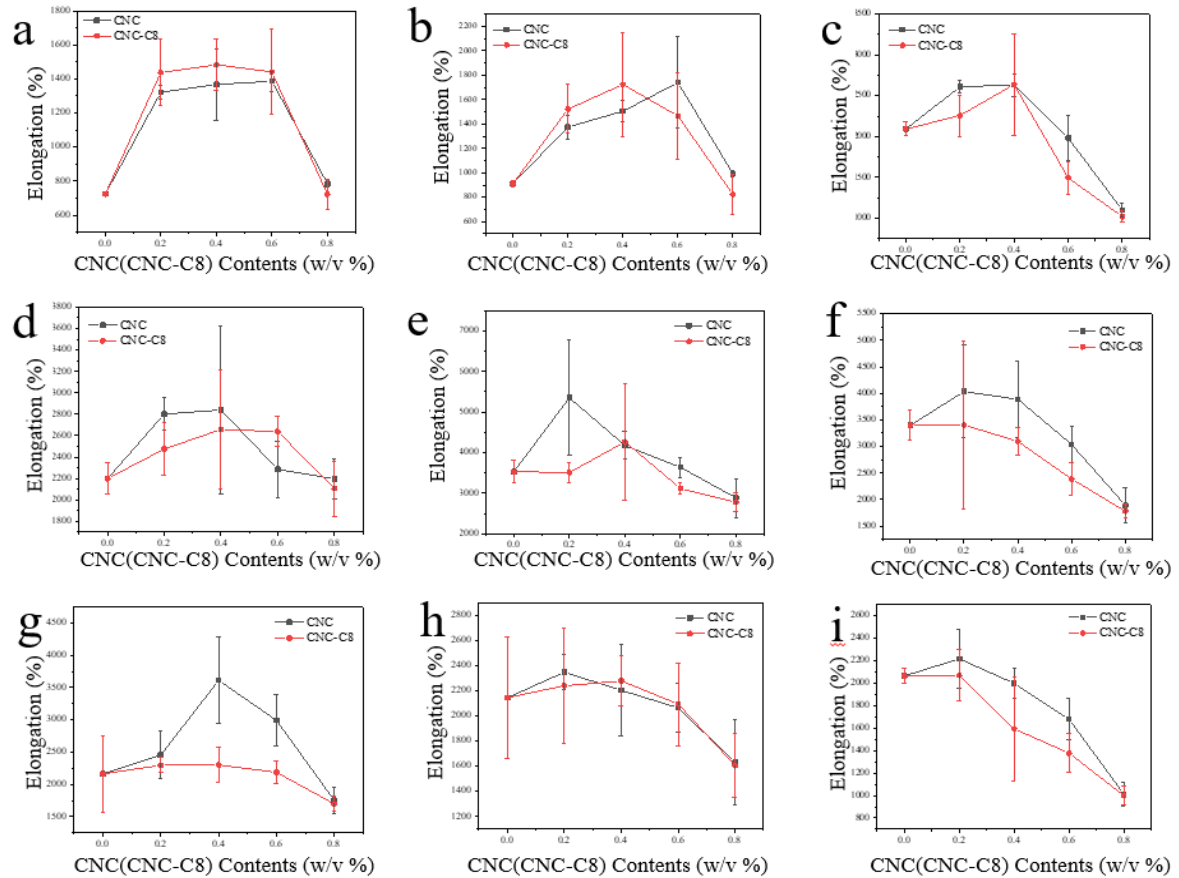 a
CNC
CNC-C8
Elongation (%)
1800
1600
1400
1200
1000
800
600
0.0 0.2 0.4 0.6 0.8
CNC(CNC-C8) Contents (w/v %)
b
CNC
CNC-C8
Elongation (%)
2200
2000
1800
1600
1400
1200
1000
800
600
0.0 0.2 0.4 0.6 0.8
CNC(CNC-C8) Contents (w/v %)
c
CNC
CNC-C8
Elongation (%)
3500
3000
2500
2000
1500
1000
0.0 0.2 0.4 0.6 0.8
CNC(CNC-C8) Contents (w/v %)
d
CNC
CNC-C8
Elongation (%)
3800
3600
3400
3200
3000
2800
2600
2400
2200
2000
1800
0.0 0.2 0.4 0.6 0.8
CNC(CNC-C8) Contents (w/v %)
e
CNC
CNC-C8
Elongation (%)
7000
6000
5000
4000
3000
2000
0.0 0.2 0.4 0.6 0.8
CNC(CNC-C8) Contents (w/v %)
f
CNC
CNC-C8
Elongation (%)
5500
5000
4500
4000
3500
3000
2500
2000
1500
0.0 0.2 0.4 0.6 0.8
CNC(CNC-C8) Contents (w/v %)
g
CNC
CNC-C8
Elongation (%)
4500
4000
3500
3000
2500
2000
1500
0.0 0.2 0.4 0.6 0.8
CNC(CNC-C8) Contents (w/v %)
h
CNC
CNC-C8
Elongation (%)
2600
2400
2200
2000
1800
1600
1400
1200
0.0 0.2 0.4 0.6 0.8
CNC(CNC-C8) Contents (w/v %)
i
CNC
CNC-C8
Elongation (%)
2600
2400
2200
2000
1800
1600
1400
1200
1000
800
0.0 0.2 0.4 0.6 0.8
CNC(CNC-C8) Contents (w/v %)